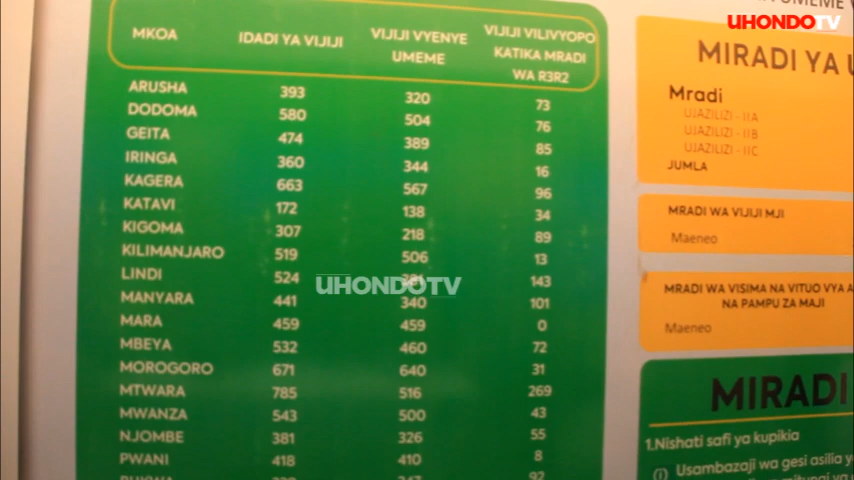 UHONDOTV
MKOA IDADI YA VIJIJI VIJIJI VYENYE UMEME VIJIJI VILIVYOPO KATIKA MRADI WA R3R2
ARUSHA 393 320 73
DODOMA 580 504 76
GEITA 474 389 85
IRINGA 360 344 16
KAGERA 663 567 96
KATAVI 172 138 34
KIGOMA 307 218 89
KILIMANJARO 519 506 13
LINDI 524 143
MANYARA 441 340 101
MARA 459 459 0
MBEYA 532 460 72
MOROGORO 671 640 31
MTWARA 785 516 269
MWANZA 543 500 43
NJOMBE 381 326 55
PWANI 418 410 8
92
UHONDOTV
UMEME
MIRADI YA
Mradi
UJAZILIZI - IIA
UJAZILIZI - IIB
UJAZILIZI - IIC
JUMLA
MRADI WA VIJIJI MJI
Maeneo
MRADI WA VISIMA NA VITUO VYA
NA PAMPU ZA MAJI
Maeneo
MIRADI
1.Nishati safi ya kupikia
(i) Usambazaji wa gesi asilia